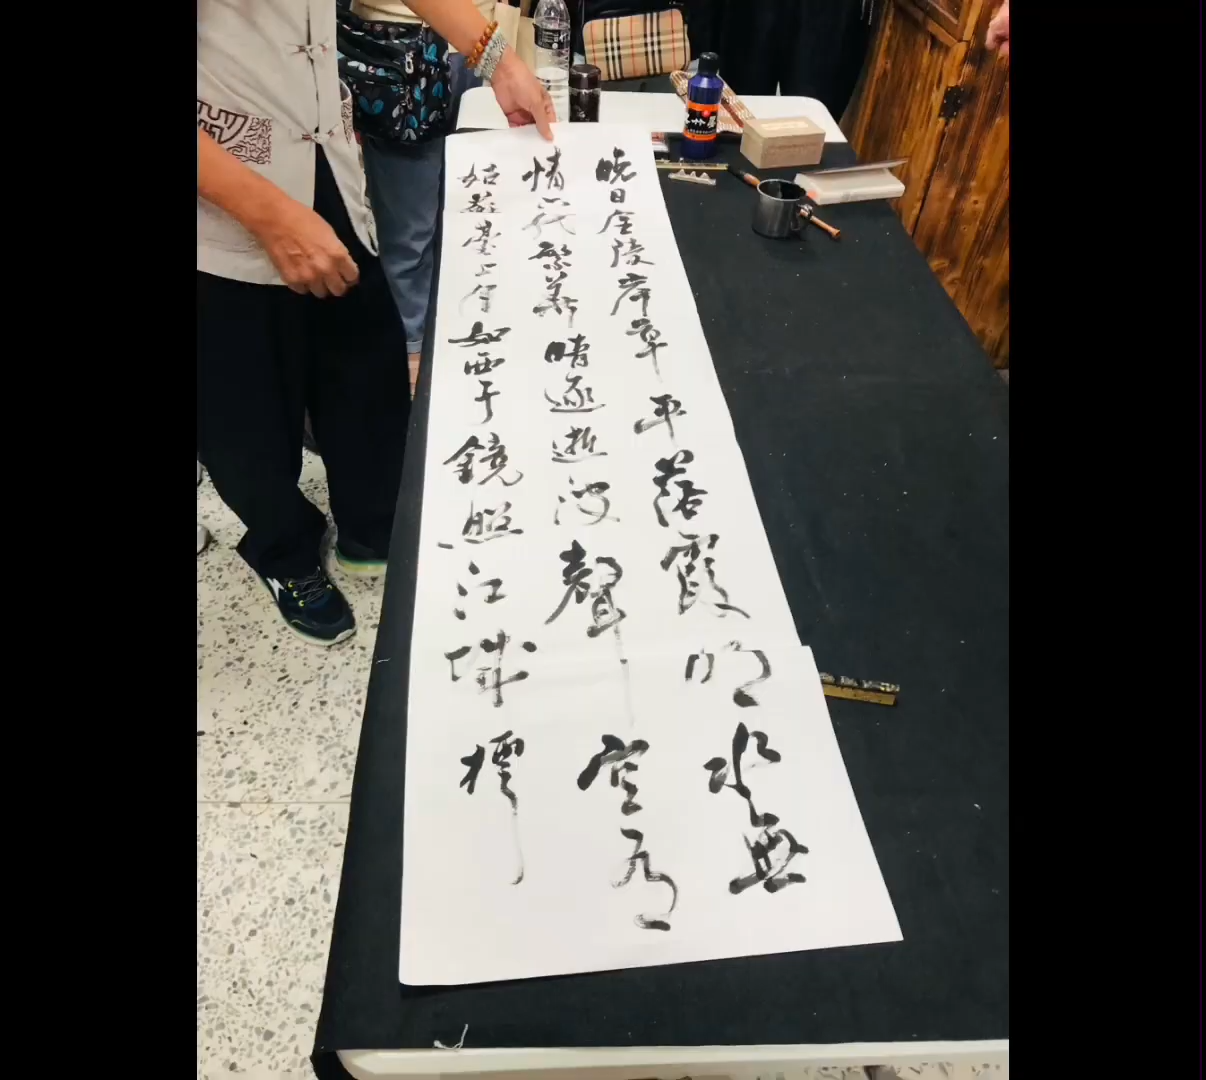 晚日金陵岸草平落霞明水無
情六代繁華暗逐逝波聲空有
姑蘇臺上月如西子鏡照江城